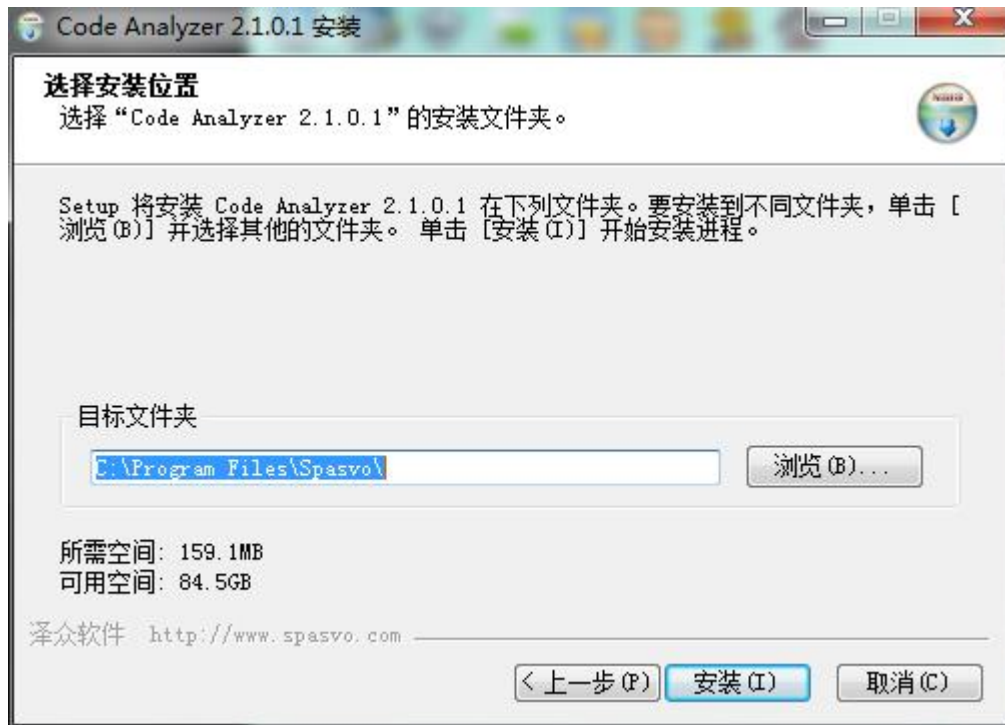 Code Analyzer 2.1.0.1 安装
选择安装位置
选择“Code Analyzer 2.1.0.1”的安装文件夹。
Setup 将安装 Code Analyzer 2.1.0.1 在下列文件夹。要安装到不同文件夹，单击 [
浏览(B)] 并选择其他的文件夹。 单击 [安装(I)] 开始安装进程。
目标文件夹
C:\Program Files\Spasvo\
浏览(B)...
所需空间: 159.1MB
可用空间: 84.5GB
泽众软件 http://www.spasvo.com
< 上一步(P)
安装(I)
取消(C)